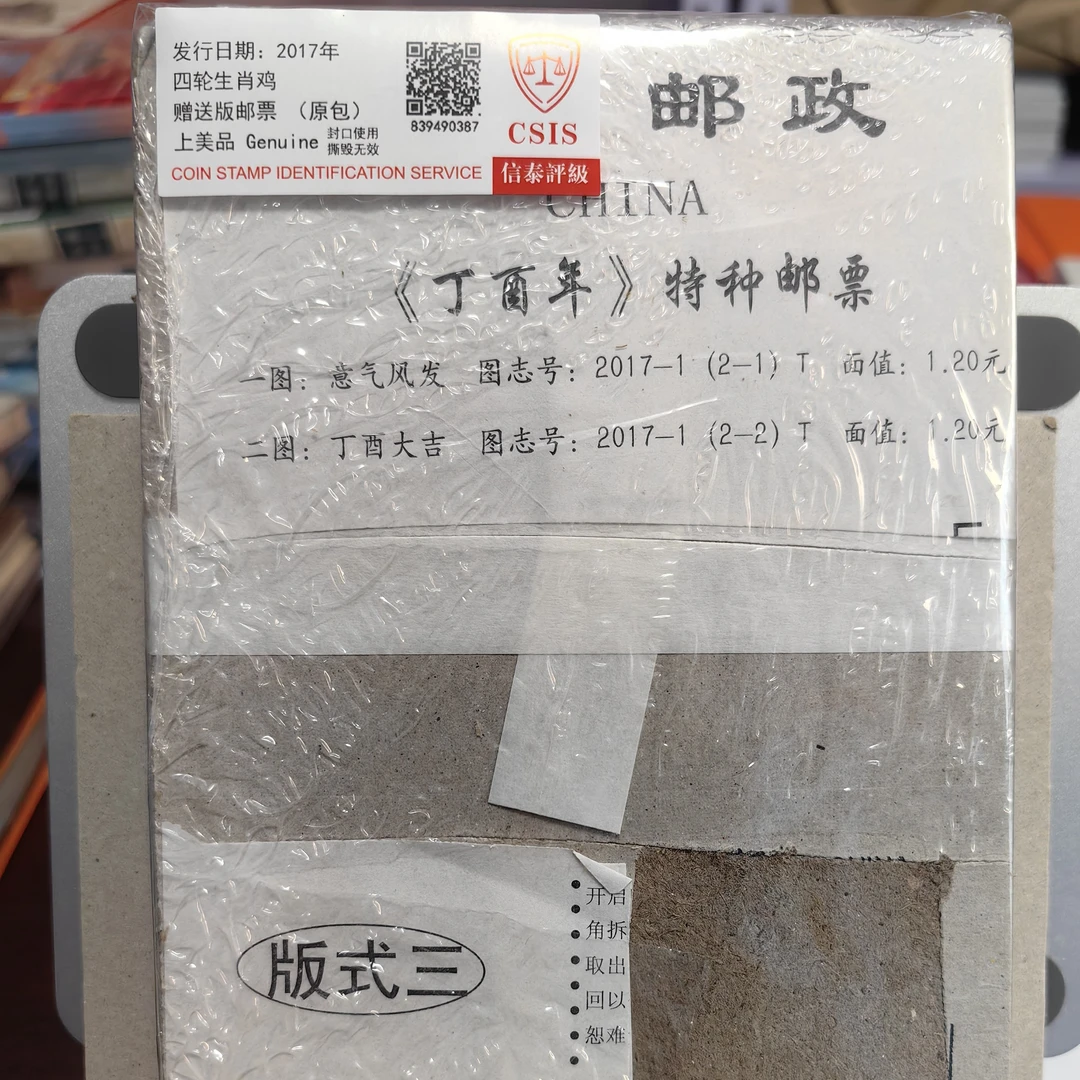 发行日期：2017年
四轮生肖鸡
赠送版邮票 （原包）
上美品 Genuine 封口使用
撕毁无效
839490387
CSIS
COIN STAMP IDENTIFICATION SERVICE
信泰評級
邮政
CHINA
《丁酉年》特种邮票
一图：意气风发 图志号：2017—1 (2—1) T 面值：1.20元
二图：丁酉大吉 图志号：2017—1 (2—2) T 面值：1.20元
版式三
开启
角拆
取出
回以
恕难